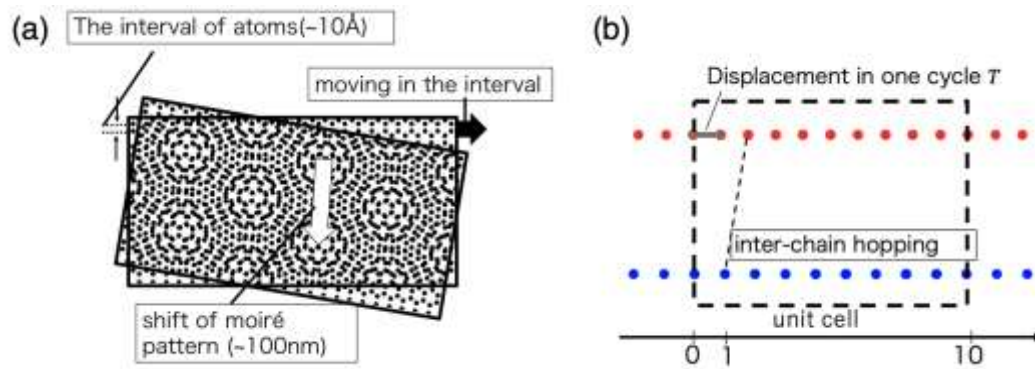 (a)
The interval of atoms(~10Å)
moving in the interval
shift of moiré
pattern (~100nm)
(b)
Displacement in one cycle T
inter-chain hopping
unit cell
0 1 10